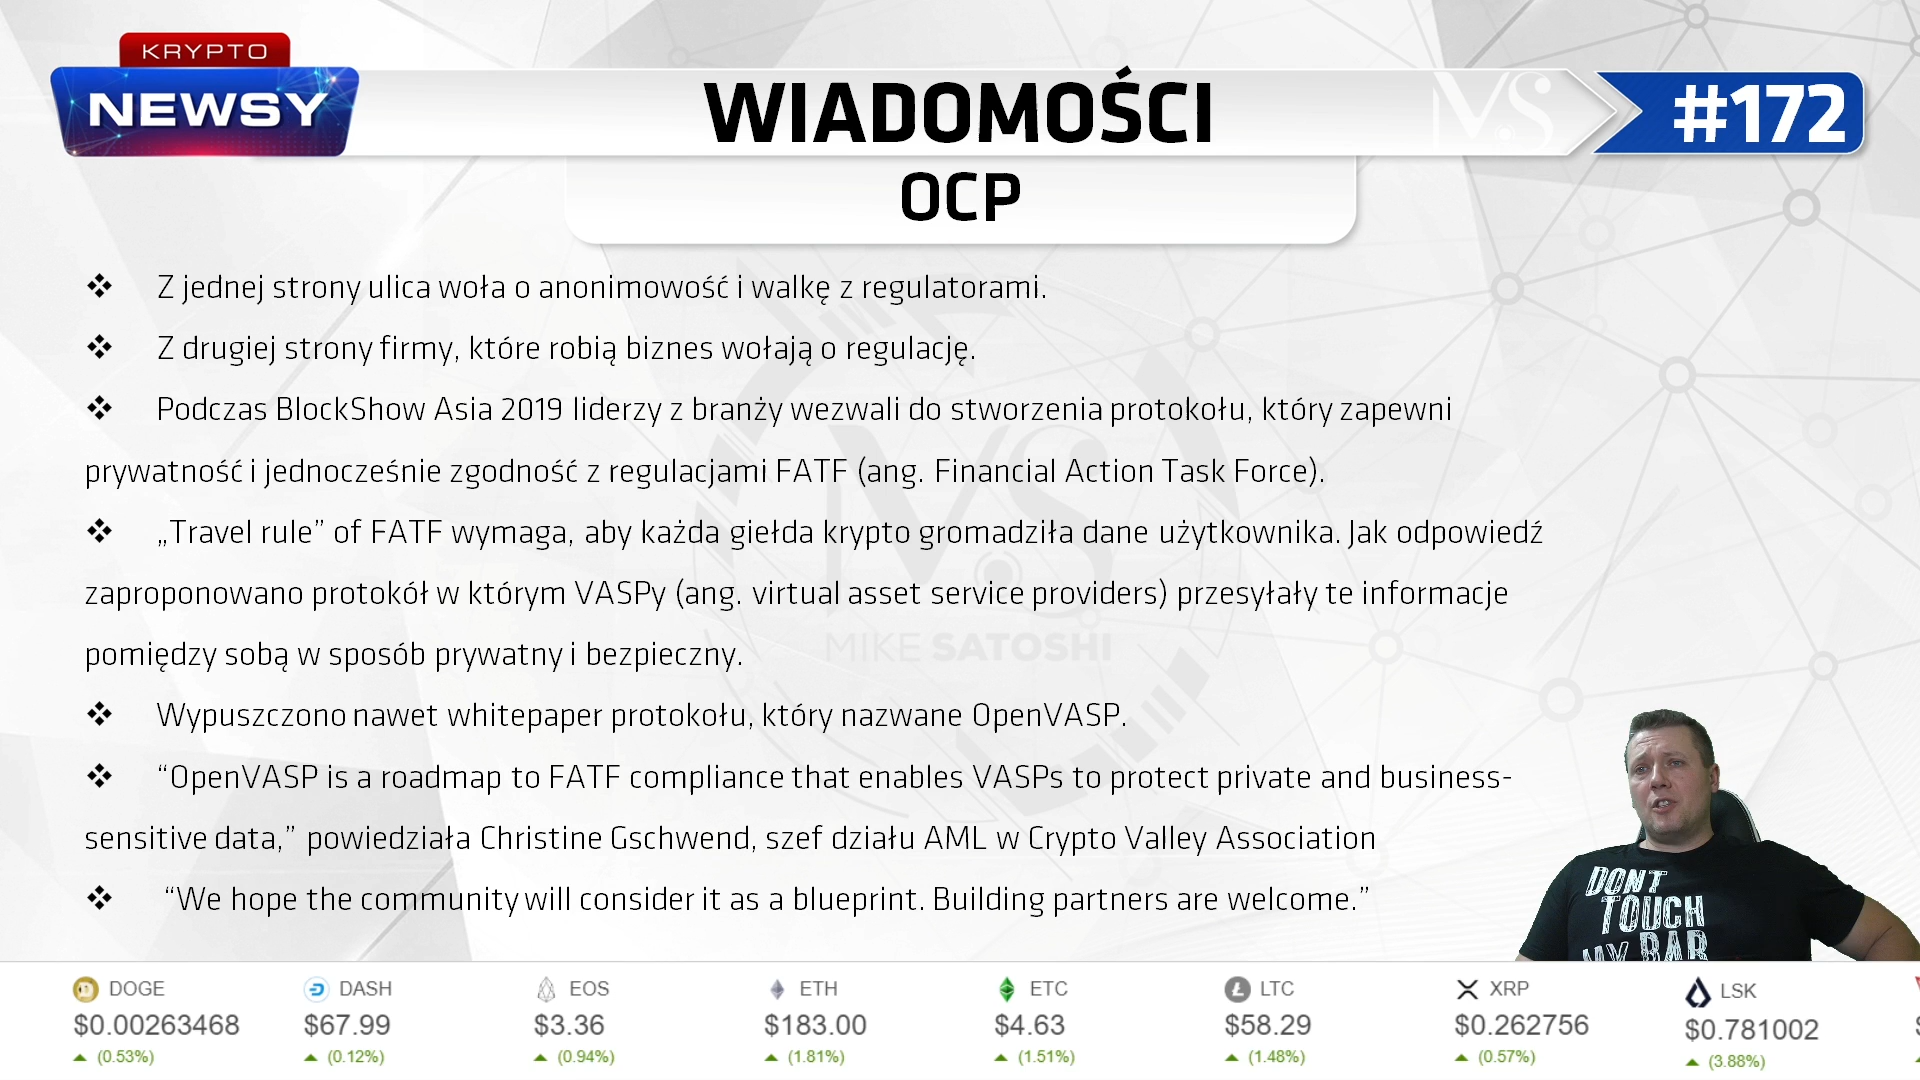 KRYPTO
NEWSY
WIADOMOŚCI
#172
OCP
❖ Z jednej strony ulica woła o anonimowość i walkę z regulatorami.
❖ Z drugiej strony firmy, które robią biznes wołają o regulację.
❖ Podczas BlockShow Asia 2019 liderzy z branży wezwali do stworzenia protokołu, który zapewni
prywatność i jednocześnie zgodność z regulacjami FATF (ang. Financial Action Task Force).
❖ „Travel rule” of FATF wymaga, aby każda giełda krypto gromadziła dane użytkownika. Jak odpowiedź
zaproponowano protokół w którym VASPy (ang. virtual asset service providers) przesyłały te informacje
pomiędzy sobą w sposób prywatny i bezpieczny.
MIKE SATOSHI
❖ Wypuszczono nawet whitepaper protokołu, który nazwane OpenVASP.
❖ “OpenVASP is a roadmap to FATF compliance that enables VASPs to protect private and business-
sensitive data,” powiedziała Christine Gschwend, szef działu AML w Crypto Valley Association
❖ “We hope the community will consider it as a blueprint. Building partners are welcome.”
DONT
TOUCH
MY BAR
DOGE DASH EOS ETH ETC LTC XRP LSK
$0.00263468 $67.99 $3.36 $183.00 $4.63 $58.29 $0.262756 $0.781002
(0.53%) (0.12%) (0.94%) (1.81%) (1.51%) (1.48%) (0.57%) (3.88%)